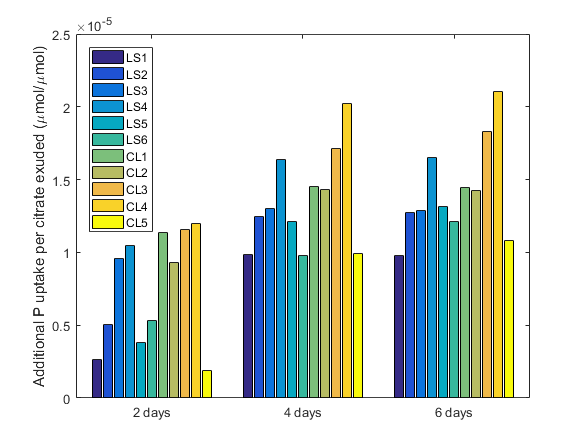 ×10⁻⁵
2.5
2
1.5
1
0.5
0
Additional P uptake per citrate exuded (μmol/μmol)
LS1
LS2
LS3
LS4
LS5
LS6
CL1
CL2
CL3
CL4
CL5
2 days
4 days
6 days